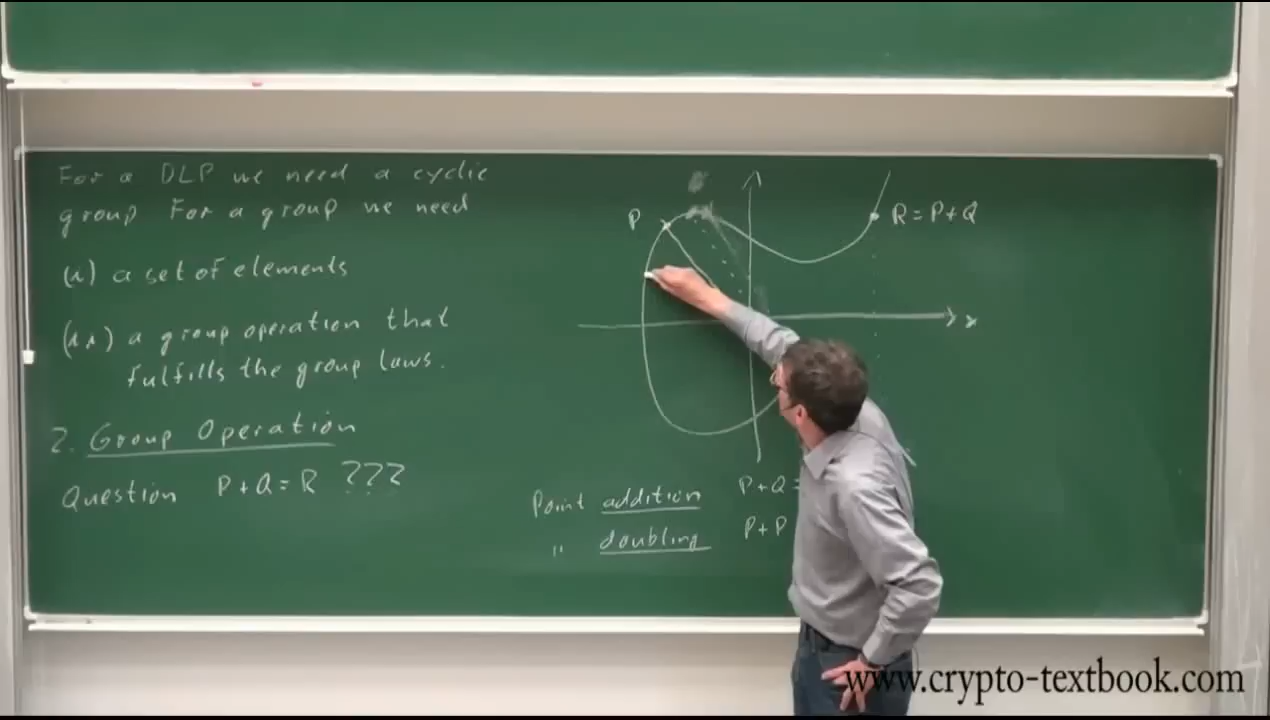 For a DLP we need a cyclic
group For a group we need
(i) a set of elements
(ii) a group operation that
fulfills the group laws.
2. Group Operation
Question P+Q=R ???
P
R=P+Q
x
Point addition P+Q=
" doubling P+P
www.crypto-textbook.com